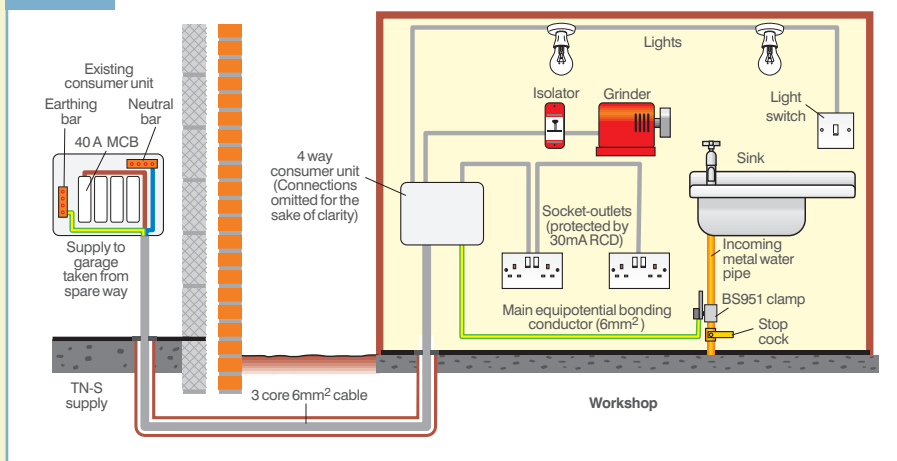 Existing
consumer unit
Earthing
bar
Neutral
bar
40 A MCB
Supply to
garage
taken from
spare way
TN-S
supply
3 core 6mm² cable
4 way
consumer unit
(Connections
omitted for the
sake of clarity)
Lights
Isolator
Grinder
Light
switch
Sink
Socket-outlets
(protected by
30mA RCD)
Incoming
metal water
pipe
BS951 clamp
Main equipotential bonding
conductor (6mm²)
Stop
cock
Workshop